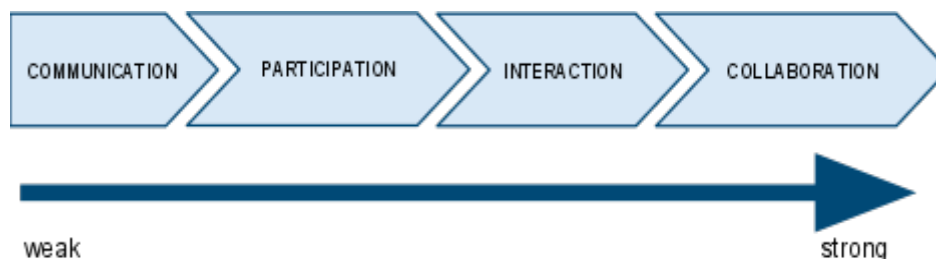 COMMUNICATION PARTICIPATION INTERACTION COLLABORATION
weak strong